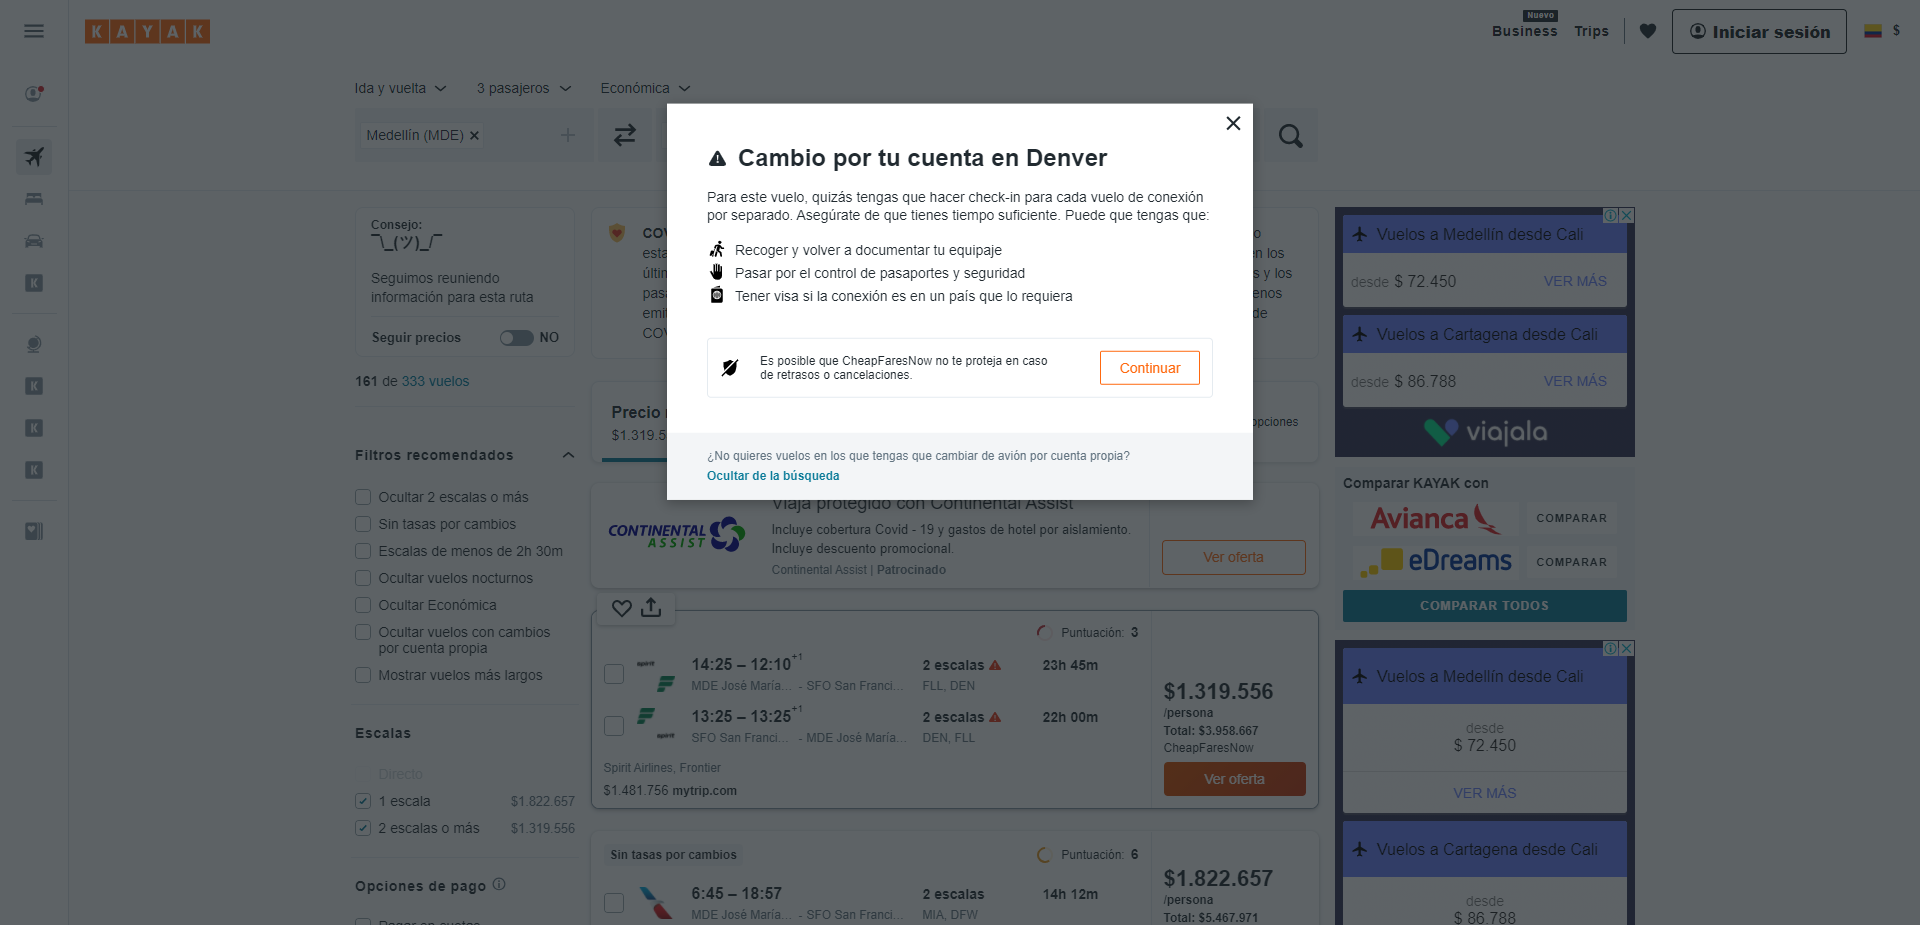 KAYAK
Nuevo
Business
Trips
Iniciar sesión
$
Ida y vuelta
3 pasajeros
Económica
Medellín (MDE)
Cambio por tu cuenta en Denver
Para este vuelo, quizás tengas que hacer check-in para cada vuelo de conexión
por separado. Asegúrate de que tienes tiempo suficiente. Puede que tengas que:
Recoger y volver a documentar tu equipaje
Pasar por el control de pasaportes y seguridad
Tener visa si la conexión es en un país que lo requiera
Es posible que CheapFaresNow no te proteja en caso
de retrasos o cancelaciones.
Continuar
¿No quieres vuelos en los que tengas que cambiar de avión por cuenta propia?
Ocultar de la búsqueda
Consejo:
¯\_(ツ)_/¯
Seguimos reuniendo
información para esta ruta
Seguir precios
NO
161 de 333 vuelos
Filtros recomendados
Ocultar 2 escalas o más
Sin tasas por cambios
Escalas de menos de 2h 30m
Ocultar vuelos nocturnos
Ocultar Económica
Ocultar vuelos con cambios
por cuenta propia
Mostrar vuelos más largos
Escalas
Directo
1 escala $1.822.657
2 escalas o más $1.319.556
Opciones de pago
Precio
opciones
CONTINENTAL
ASSIST
Viaja protegido con Continental Assist
Incluye cobertura Covid - 19 y gastos de hotel por aislamiento.
Incluye descuento promocional.
Continental Assist | Patrocinado
Ver oferta
Puntuación: 3
14:25 – 12:10+1
2 escalas
23h 45m
MDE José María... - SFO San Franci...
FLL, DEN
13:25 – 13:25+1
2 escalas
22h 00m
SFO San Franci... - MDE José María...
DEN, FLL
Spirit Airlines, Frontier
$1.481.756 mytrip.com
$1.319.556
/persona
Total: $3.958.667
CheapFaresNow
Ver oferta
Sin tasas por cambios
Puntuación: 6
6:45 – 18:57
2 escalas
14h 12m
MDE José María... - SFO San Franci...
MIA, DFW
$1.822.657
/persona
Total: $5.467.971
Vuelos a Medellín desde Cali
desde $ 72.450
VER MÁS
Vuelos a Cartagena desde Cali
desde $ 86.788
VER MÁS
viajala
Comparar KAYAK con
Avianca
COMPARAR
eDreams
COMPARAR
COMPARAR TODOS
Vuelos a Medellín desde Cali
desde
$ 72.450
VER MÁS
Vuelos a Cartagena desde Cali
desde
$ 86.788